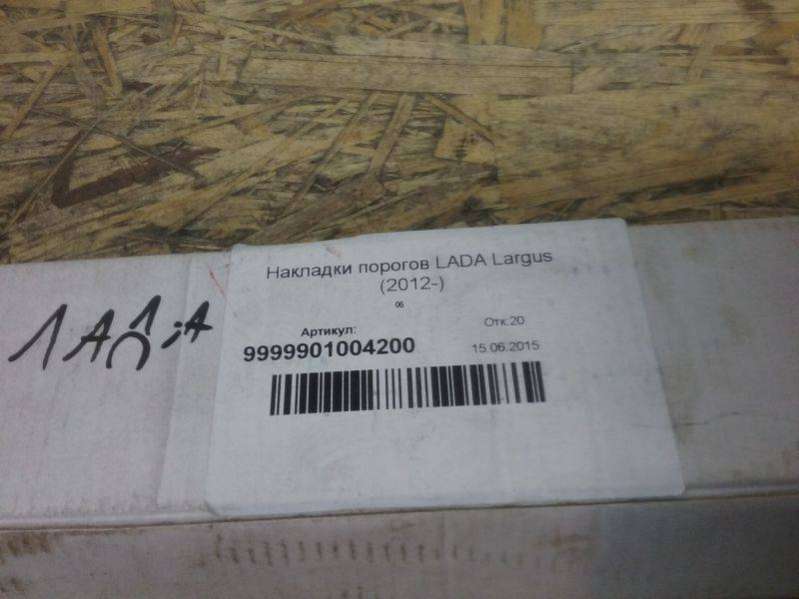 Накладки порогов LADA Largus
(2012-)
06
Артикул:
Отк.20
9999901004200
15.06.2015